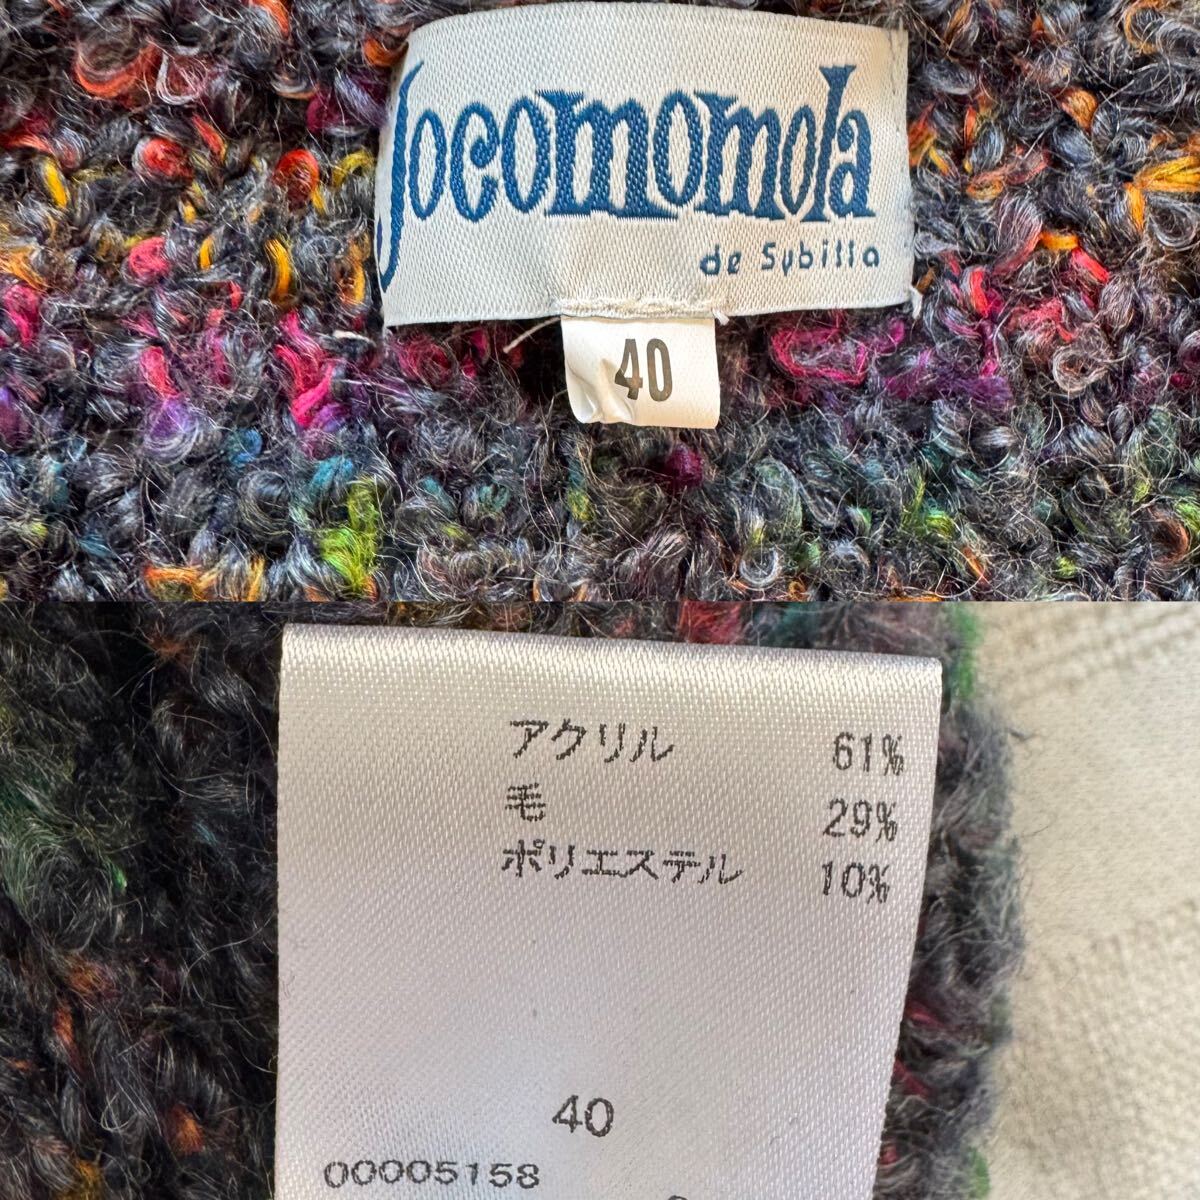 Jocomomola
de Sybilla
40
アクリル 61%
毛 29%
ポリエステル 10%
40
00005158